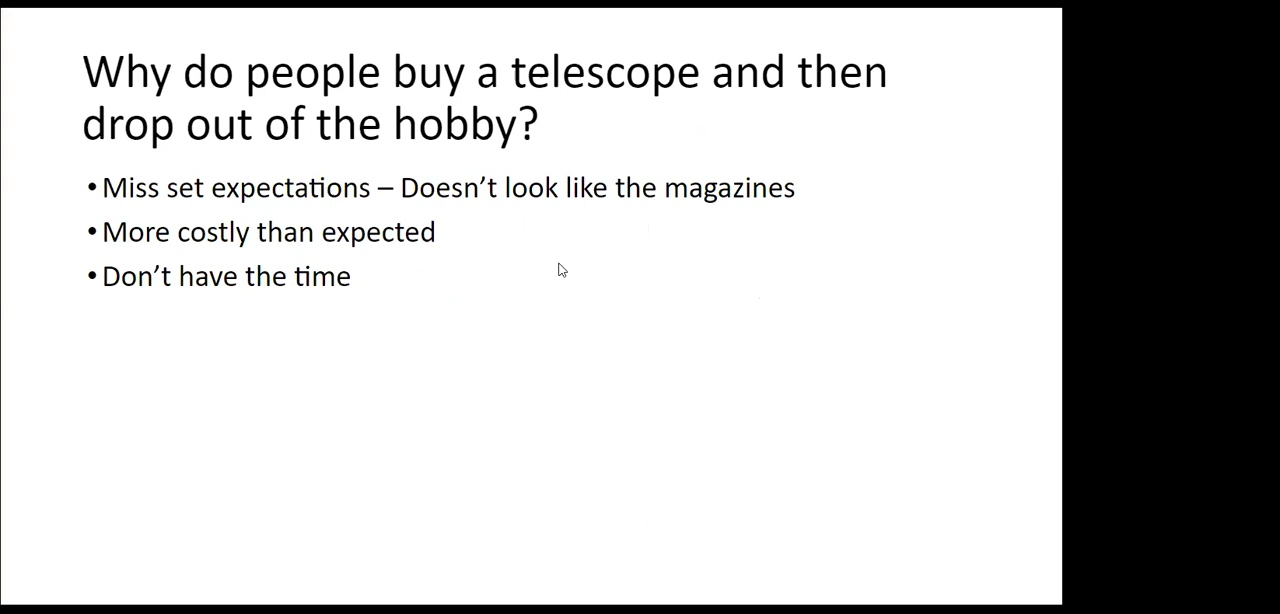 Why do people buy a telescope and then
drop out of the hobby?
• Miss set expectations – Doesn’t look like the magazines
• More costly than expected
• Don’t have the time